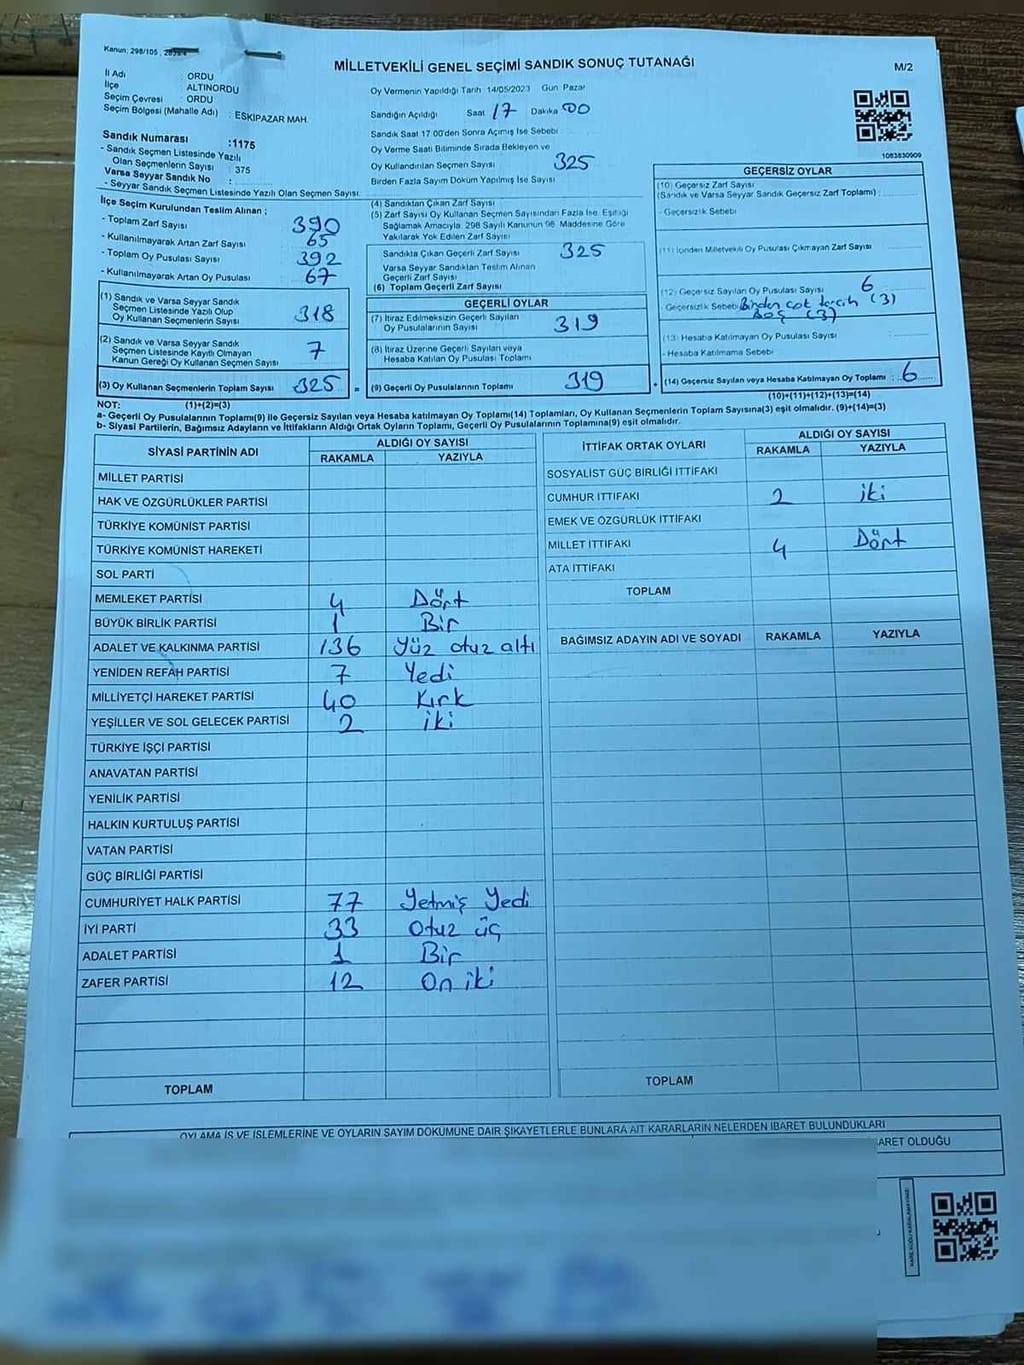 Kanun: 298/105 ,
MİLLETVEKİLİ GENEL SEÇİMİ SANDIK SONUÇ TUTANAĞI
M/2
İl Adı : ORDU
İlçe : ALTINORDU
Seçim Çevresi : ORDU
Seçim Bölgesi (Mahalle Adı) : ESKİPAZAR MAH.
Oy Vermenin Yapıldığı Tarih 14/05/2023 Gün Pazar
Sandığın Açıldığı Saat 17 Dakika 00
Sandık Saat 17.00'den Sonra Açımış İse Sebebi
Oy Verme Saati Bitiminde Sırada Bekleyen ve
Oy Kullandırılan Seçmen Sayısı 325
Birden Fazla Sayım Döküm Yapılmış İse Sayısı
Sandık Numarası :1175
- Sandık Seçmen Listesinde Yazılı
Olan Seçmenlerin Sayısı : 375
Varsa Seyyar Sandık No :
- Seyyar Sandık Seçmen Listesinde Yazılı Olan Seçmen Sayısı:
1083830909
İlçe Seçim Kurulundan Teslim Alınan ;
- Toplam Zarf Sayısı 390
- Kullanılmayarak Artan Zarf Sayısı 65
- Toplam Oy Pusulası Sayısı 392
- Kullanılmayarak Artan Oy Pusulası 67
(1) Sandık ve Varsa Seyyar Sandık
Seçmen Listesinde Yazılı Olup
Oy Kullanan Seçmenlerin Sayısı 318
(2) Sandık ve Varsa Seyyar Sandık
Seçmen Listesinde Kayıtlı Olmayan
Kanun Gereği Oy Kullanan Seçmen Sayısı 7
(3) Oy Kullanan Seçmenlerin Toplam Sayısı 325
(1)+(2)=(3)
(4) Sandıktan Çıkan Zarf Sayısı
(5) Zarf Sayısı Oy Kullanan Seçmen Sayısından Fazla İse, Eşitliği
Sağlamak Amacıyla, 298 Sayılı Kanunun 98. Maddesine Göre
Yakılarak Yok Edilen Zarf Sayısı
Sandıkta Çıkan Geçerli Zarf Sayısı 325
Varsa Seyyar Sandıktan Teslim Alınan
Geçerli Zarf Sayısı
(6) Toplam Geçerli Zarf Sayısı
GEÇERLİ OYLAR
(7) İtiraz Edilmeksizin Geçerli Sayılan
Oy Pusulalarının Sayısı 319
(8) İtiraz Üzerine Geçerli Sayılan veya
Hesaba Katılan Oy Pusulası Toplamı
(9) Geçerli Oy Pusulalarının Toplamı 319
GEÇERSİZ OYLAR
(10) Geçersiz Zarf Sayısı
(Sandık ve Varsa Seyyar Sandık Geçersiz Zarf Toplamı) :
- Geçersizlik Sebebi
(11) İçinden Milletvekili Oy Pusulası Çıkmayan Zarf Sayısı
(12) Geçersiz Sayılan Oy Pusulası Sayısı 6
Geçersizlik Sebebi Birden çok tercih (3)
Boş (3)
(13) Hesaba Katılmayan Oy Pusulası Sayısı
- Hesaba Katılmama Sebebi
(14) Geçersiz Sayılan veya Hesaba Katılmayan Oy Toplamı : 6
(10)+(11)+(12)+(13)=(14)
NOT:
a- Geçerli Oy Pusulalarının Toplamı(9) ile Geçersiz Sayılan veya Hesaba katılmayan Oy Toplamı(14) Toplamları, Oy Kullanan Seçmenlerin Toplam Sayısına(3) eşit olmalıdır. (9)+(14)=(3)
b- Siyasi Partilerin, Bağımsız Adayların ve İttifakların Aldığı Ortak Oyların Toplamı, Geçerli Oy Pusulalarının Toplamına(9) eşit olmalıdır.
SİYASİ PARTİNİN ADI ALDIĞI OY SAYISI
RAKAMLA YAZIYLA
MİLLET PARTİSİ
HAK VE ÖZGÜRLÜKLER PARTİSİ
TÜRKİYE KOMÜNİST PARTİSİ
TÜRKİYE KOMÜNİST HAREKETİ
SOL PARTİ
MEMLEKET PARTİSİ 4 Dört
BÜYÜK BİRLİK PARTİSİ 1 Bir
ADALET VE KALKINMA PARTİSİ 136 Yüz otuz altı
YENİDEN REFAH PARTİSİ 7 Yedi
MİLLİYETÇİ HAREKET PARTİSİ 40 Kırk
YEŞİLLER VE SOL GELECEK PARTİSİ 2 iki
TÜRKİYE İŞÇİ PARTİSİ
ANAVATAN PARTİSİ
YENİLİK PARTİSİ
HALKIN KURTULUŞ PARTİSİ
VATAN PARTİSİ
GÜÇ BİRLİĞİ PARTİSİ
CUMHURİYET HALK PARTİSİ 77 Yetmiş Yedi
İYİ PARTİ 33 Otuz üç
ADALET PARTİSİ 1 Bir
ZAFER PARTİSİ 12 On iki
TOPLAM
İTTİFAK ORTAK OYLARI ALDIĞI OY SAYISI
RAKAMLA YAZIYLA
SOSYALİST GÜÇ BİRLİĞİ İTTİFAKI
CUMHUR İTTİFAKI 2 iki
EMEK VE ÖZGÜRLÜK İTTİFAKI
MİLLET İTTİFAKI 4 Dört
ATA İTTİFAKI
TOPLAM
BAĞIMSIZ ADAYIN ADI VE SOYADI RAKAMLA YAZIYLA
TOPLAM
OYLAMA İŞ VE İŞLEMLERİNE VE OYLARIN SAYIM DÖKÜMÜNE DAİR ŞİKAYETLERLE BUNLARA AİT KARARLARIN NELERDEN İBARET BULUNDUKLARI
OLDUĞU